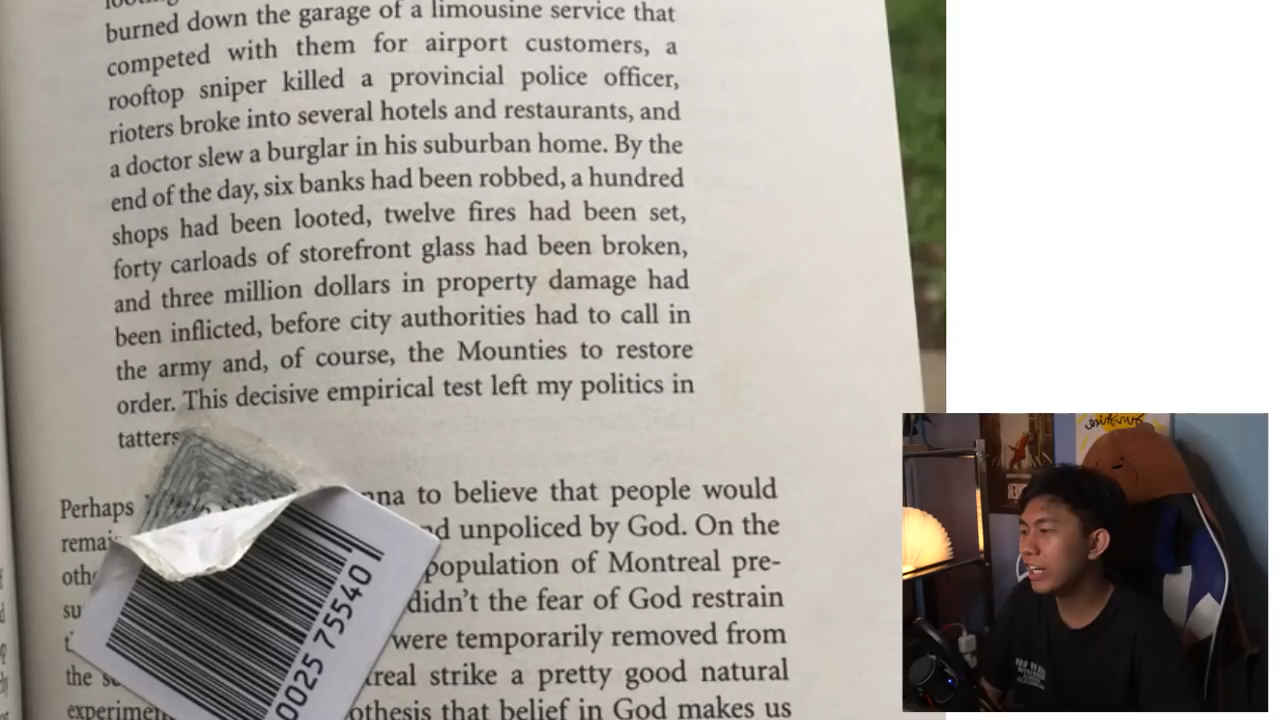 burned down the garage of a limousine service that
competed with them for airport customers, a
rooftop sniper killed a provincial police officer,
rioters broke into several hotels and restaurants, and
a doctor slew a burglar in his suburban home. By the
end of the day, six banks had been robbed, a hundred
shops had been looted, twelve fires had been set,
forty carloads of storefront glass had been broken,
and three million dollars in property damage had
been inflicted, before city authorities had to call in
the army and, of course, the Mounties to restore
order. This decisive empirical test left my politics in
tatters
Perhaps nna to believe that people would
remai nd unpoliced by God. On the
oth population of Montreal pre-
su didn't the fear of God restrain
were temporarily removed from
the treal strike a pretty good natural
experimen othesis that belief in God makes us
0025 75540